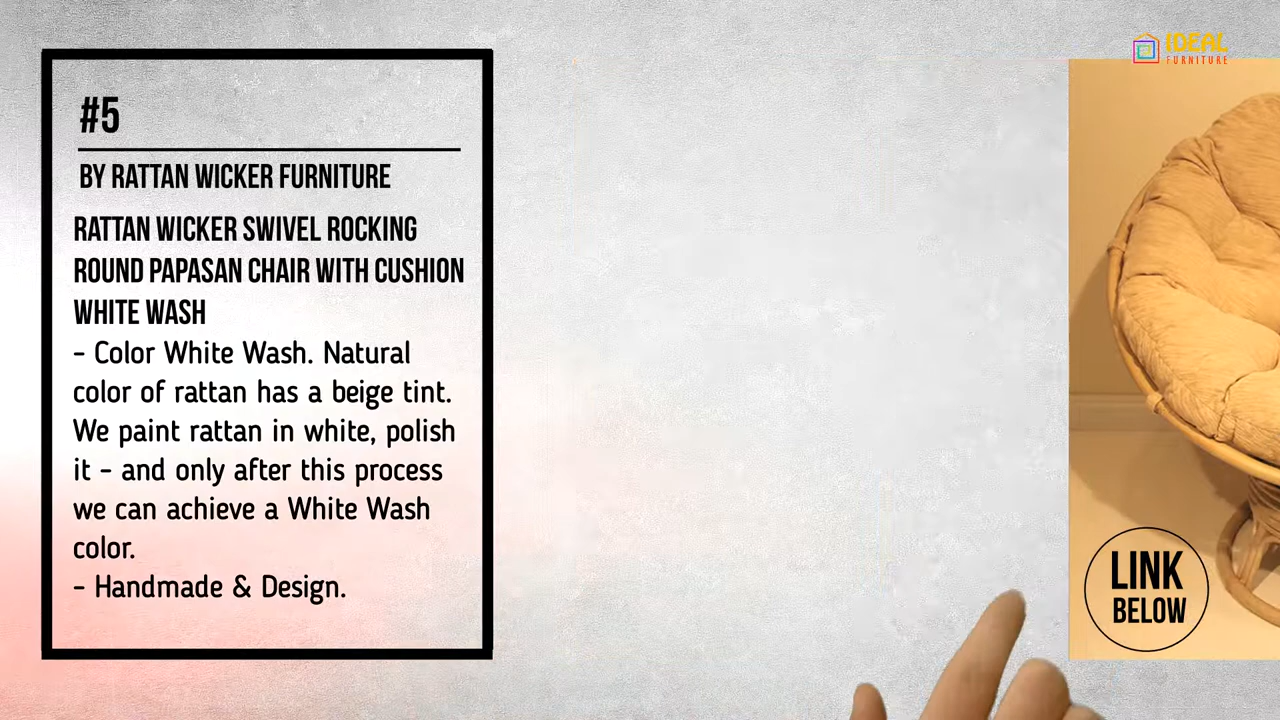 IDEAL
FURNITURE
#5
BY RATTAN WICKER FURNITURE
RATTAN WICKER SWIVEL ROCKING
ROUND PAPASAN CHAIR WITH CUSHION
WHITE WASH
- Color White Wash. Natural
color of rattan has a beige tint.
We paint rattan in white, polish
it - and only after this process
we can achieve a White Wash
color.
- Handmade & Design.
LINK
BELOW